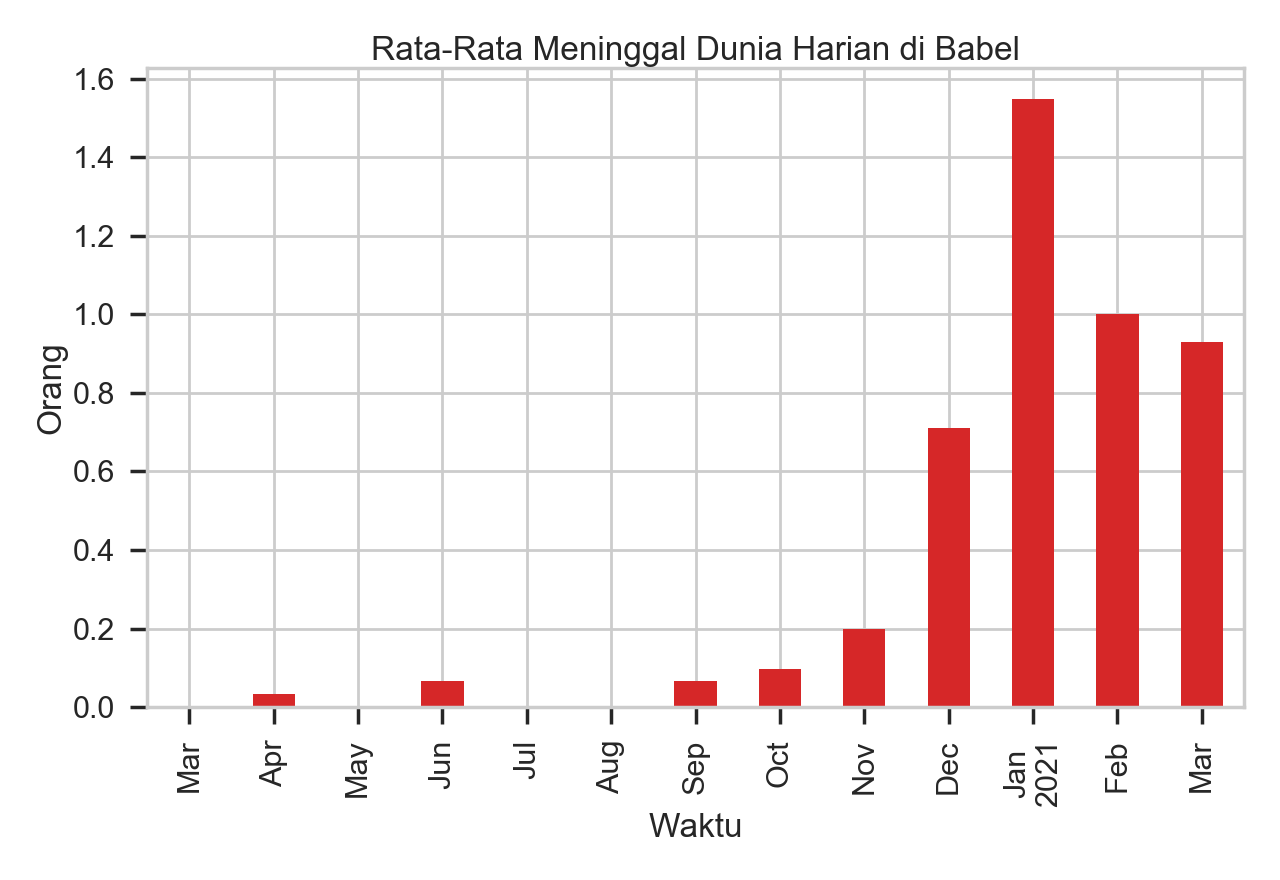 Rata-Rata Meninggal Dunia Harian di Babel
1.6
1.4
1.2
1.0
0.8
0.6
0.4
0.2
0.0
Orang
Mar
Apr
May
Jun
Jul
Aug
Sep
Oct
Nov
Dec
Jan
2021
Feb
Mar
Waktu